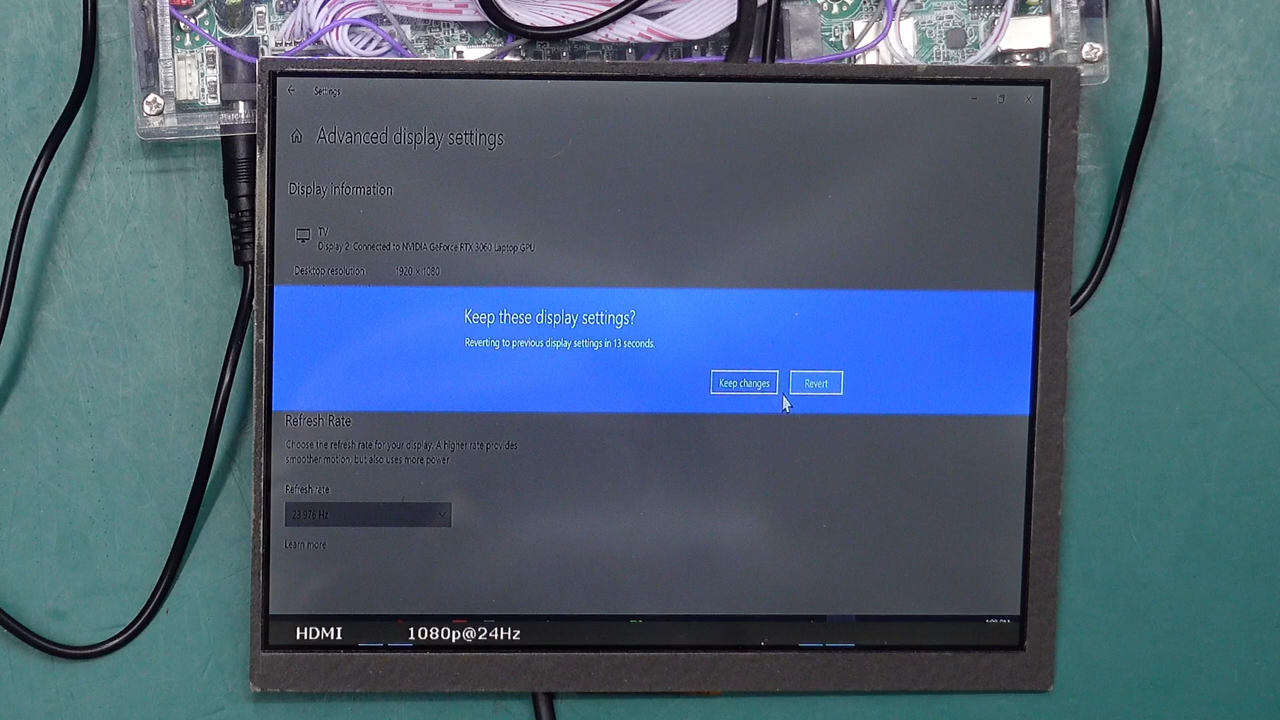 Settings
Advanced display settings
Display information
TV
Display 2: Connected to NVIDIA GeForce RTX 3060 Laptop GPU
Desktop resolution 1920 × 1080
Keep these display settings?
Reverting to previous display settings in 13 seconds.
Keep changes Revert
Refresh Rate
Choose the refresh rate for your display. A higher rate provides
smoother motion, but also uses more power.
Refresh rate
23.976 Hz
Learn more
HDMI 1080p@24Hz